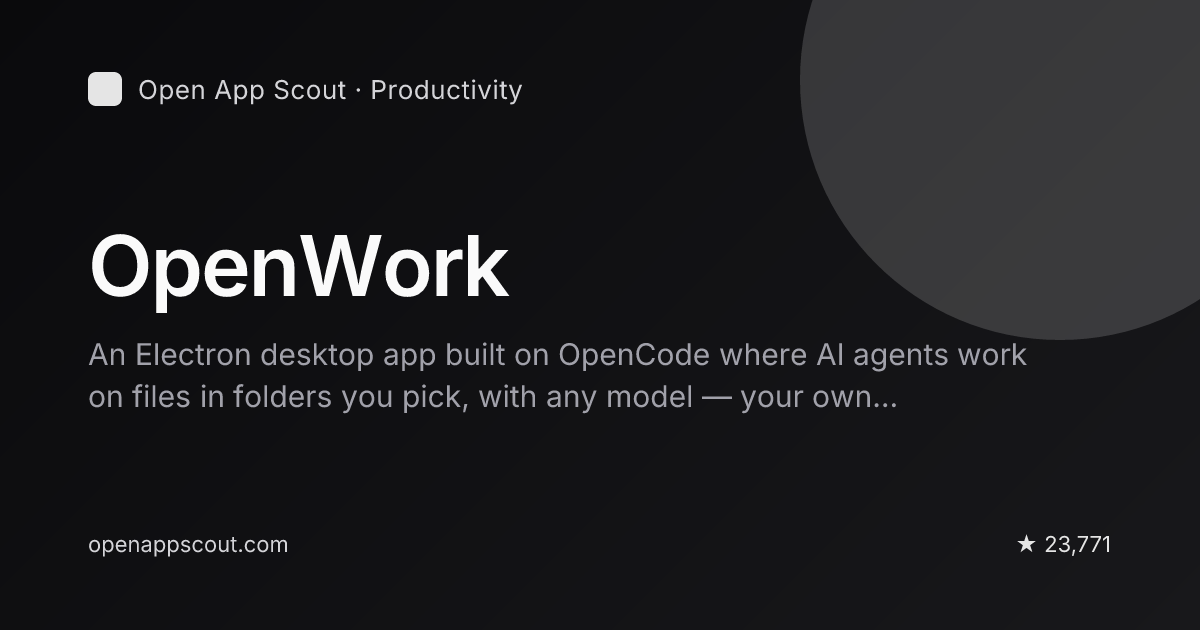 Open App Scout · Productivity
OpenWork
An Electron desktop app built on OpenCode where AI agents work
on files in folders you pick, with any model — your own...
openappscout.com
★ 23,771